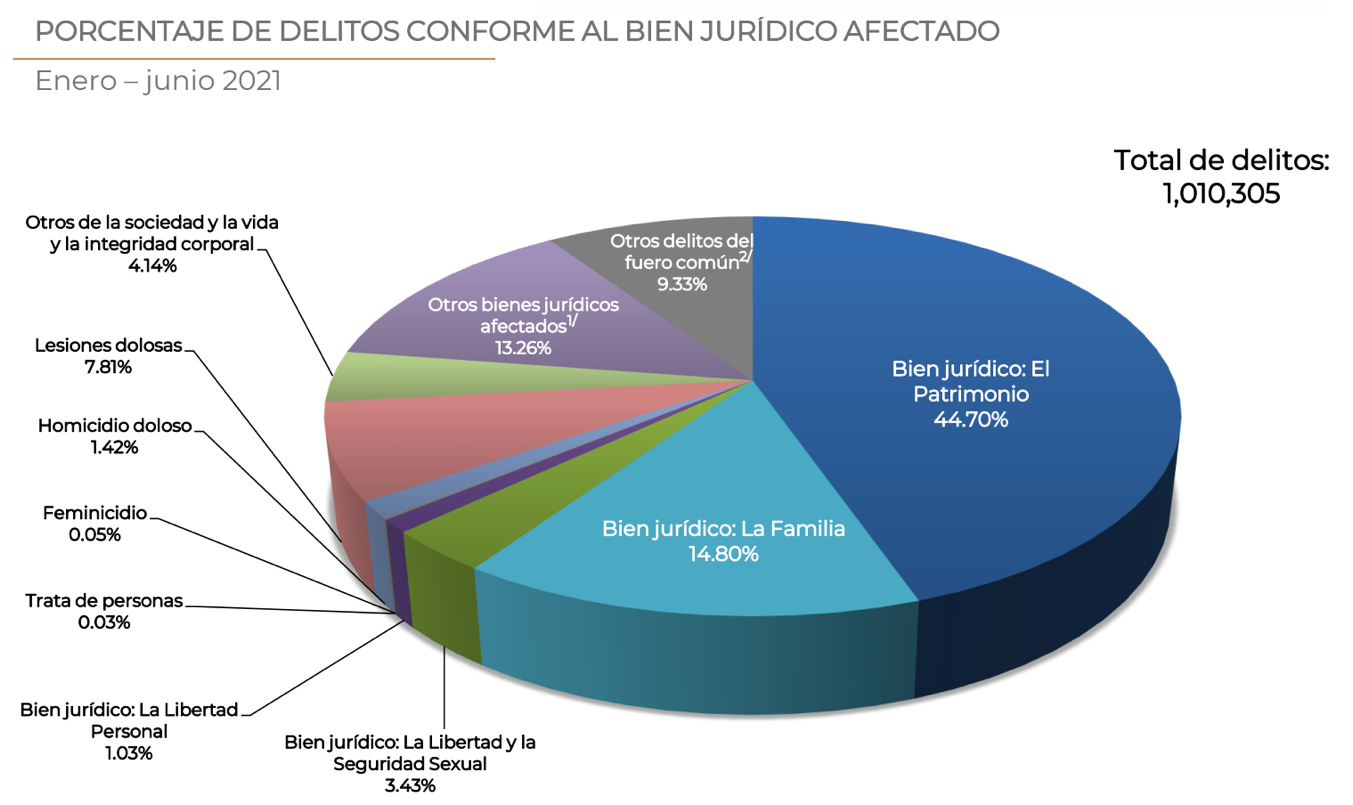 PORCENTAJE DE DELITOS CONFORME AL BIEN JURÍDICO AFECTADO
Enero – junio 2021
Total de delitos:
1,010,305
Otros de la sociedad y la vida
y la integridad corporal
4.14%
Otros delitos del
fuero común2/
9.33%
Otros bienes jurídicos
afectados1/
13.26%
Lesiones dolosas
7.81%
Bien jurídico: El
Patrimonio
44.70%
Homicidio doloso
1.42%
Feminicidio
0.05%
Bien jurídico: La Familia
14.80%
Trata de personas
0.03%
Bien jurídico: La Libertad
Personal
1.03%
Bien jurídico: La Libertad y la
Seguridad Sexual
3.43%